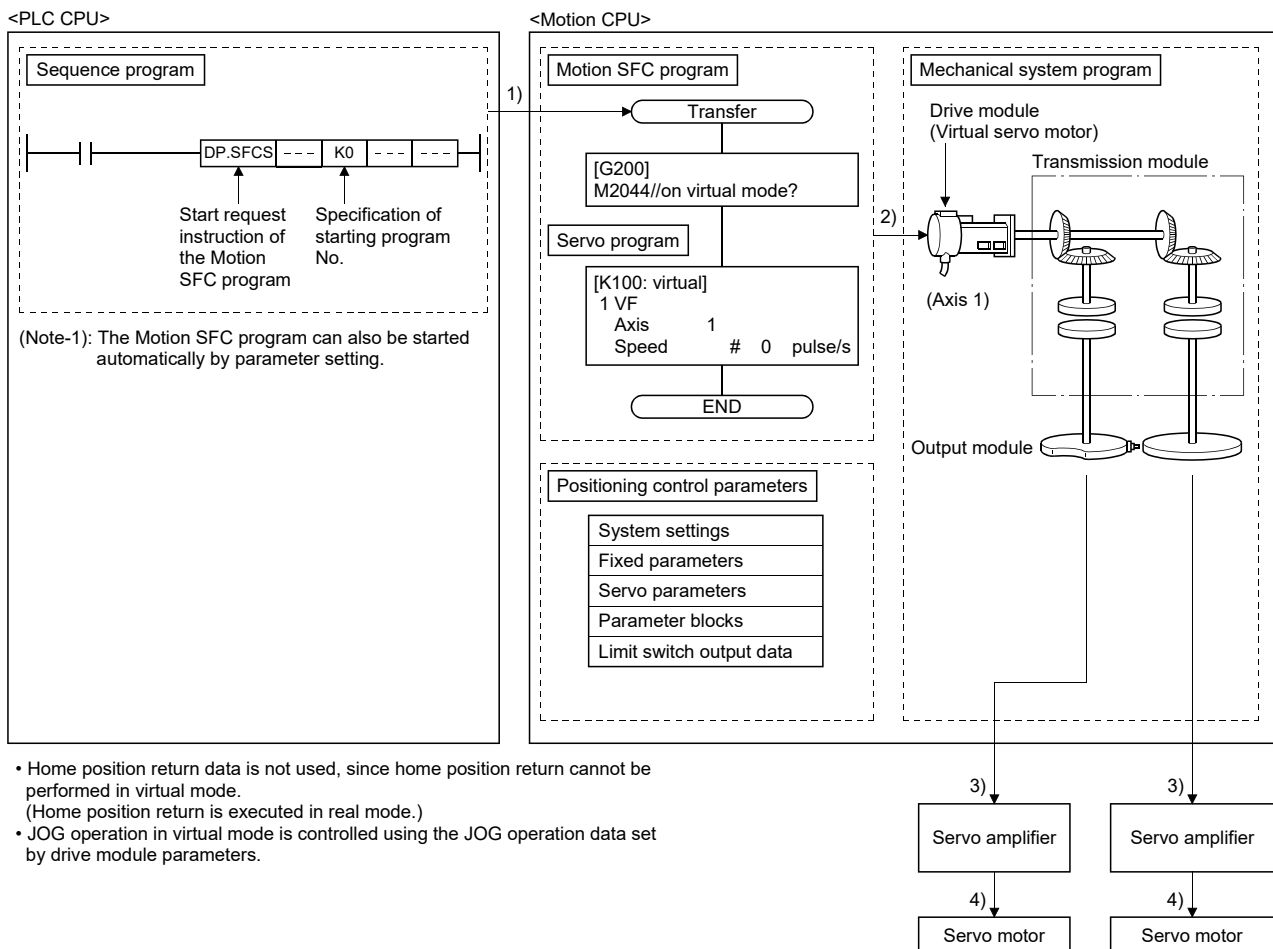 <PLC CPU>
Sequence program
DP.SFCS --- K0 --- ---
Start request
instruction of
the Motion
SFC program
Specification of
starting program
No.
(Note-1): The Motion SFC program can also be started
automatically by parameter setting.
1)
<Motion CPU>
Motion SFC program
Transfer
[G200]
M2044//on virtual mode?
Servo program
[K100: virtual]
1 VF
Axis 1
Speed # 0 pulse/s
END
Positioning control parameters
System settings
Fixed parameters
Servo parameters
Parameter blocks
Limit switch output data
2)
Mechanical system program
Drive module
(Virtual servo motor)
Transmission module
(Axis 1)
Output module
• Home position return data is not used, since home position return cannot be
performed in virtual mode.
(Home position return is executed in real mode.)
• JOG operation in virtual mode is controlled using the JOG operation data set
by drive module parameters.
3) 3)
Servo amplifier Servo amplifier
4) 4)
Servo motor Servo motor